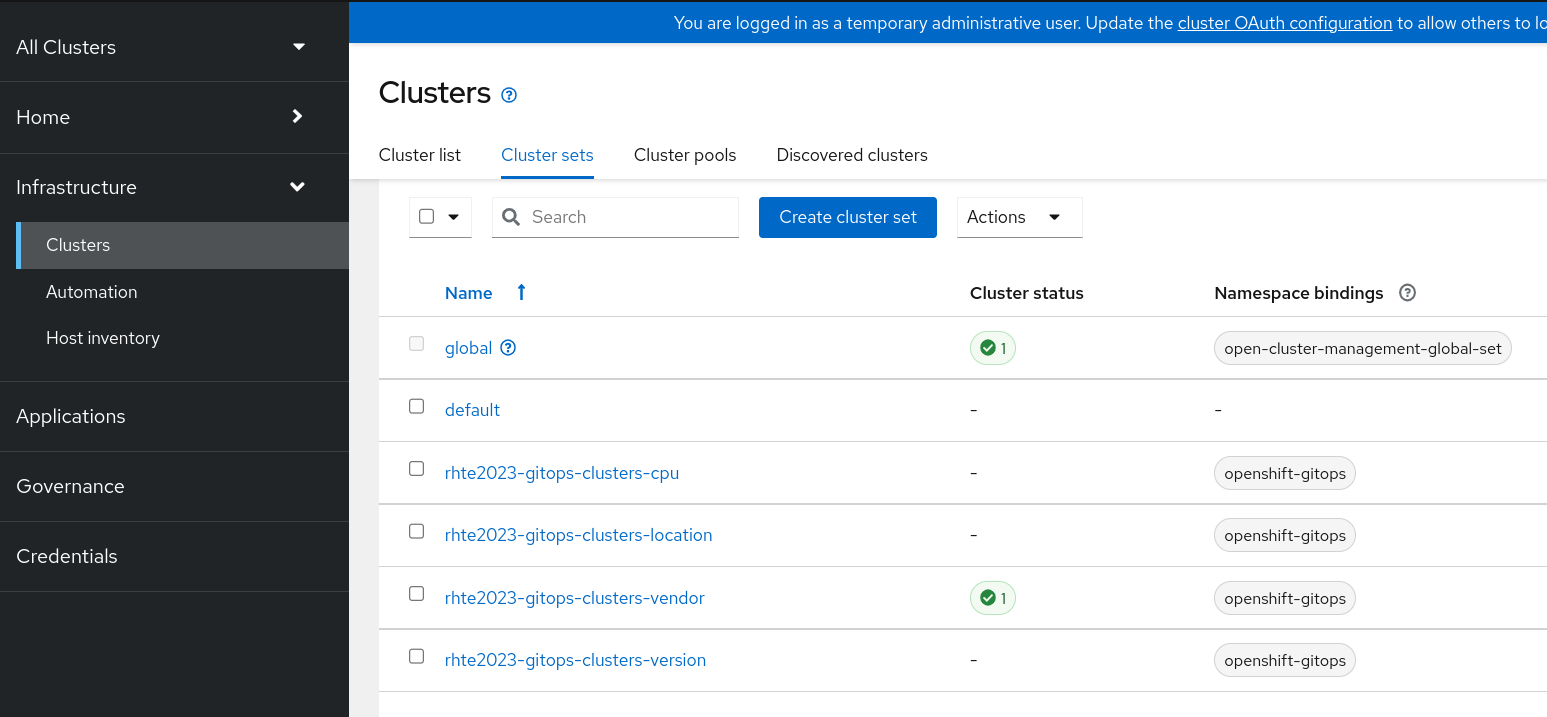 You are logged in as a temporary administrative user. Update the cluster OAuth configuration to allow others to
All Clusters
Home
Infrastructure
Clusters
Automation
Host inventory
Applications
Governance
Credentials
Clusters
Cluster list Cluster sets Cluster pools Discovered clusters
Search Create cluster set Actions
Name Cluster status Namespace bindings
global 1 open-cluster-management-global-set
default - -
rhte2023-gitops-clusters-cpu - openshift-gitops
rhte2023-gitops-clusters-location - openshift-gitops
rhte2023-gitops-clusters-vendor 1 openshift-gitops
rhte2023-gitops-clusters-version - openshift-gitops